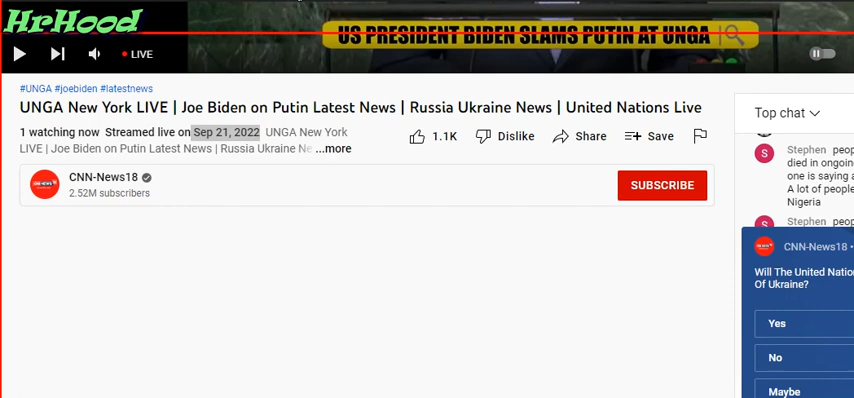 HrHood
US PRESIDENT BIDEN SLAMS PUTIN AT UNGA
LIVE
#UNGA #joebiden #latestnews
UNGA New York LIVE | Joe Biden on Putin Latest News | Russia Ukraine News | United Nations Live
1 watching now Streamed live on Sep 21, 2022 UNGA New York
LIVE | Joe Biden on Putin Latest News | Russia Ukraine Ne ...more
1.1K Dislike Share Save
CNN-News18
2.52M subscribers
SUBSCRIBE
Top chat
S
Stephen peop
died in ongoin
one is saying a
A lot of people
Nigeria
S
Stephen peop
CNN-News18 •
Will The United Natio
Of Ukraine?
Yes
No
Maybe